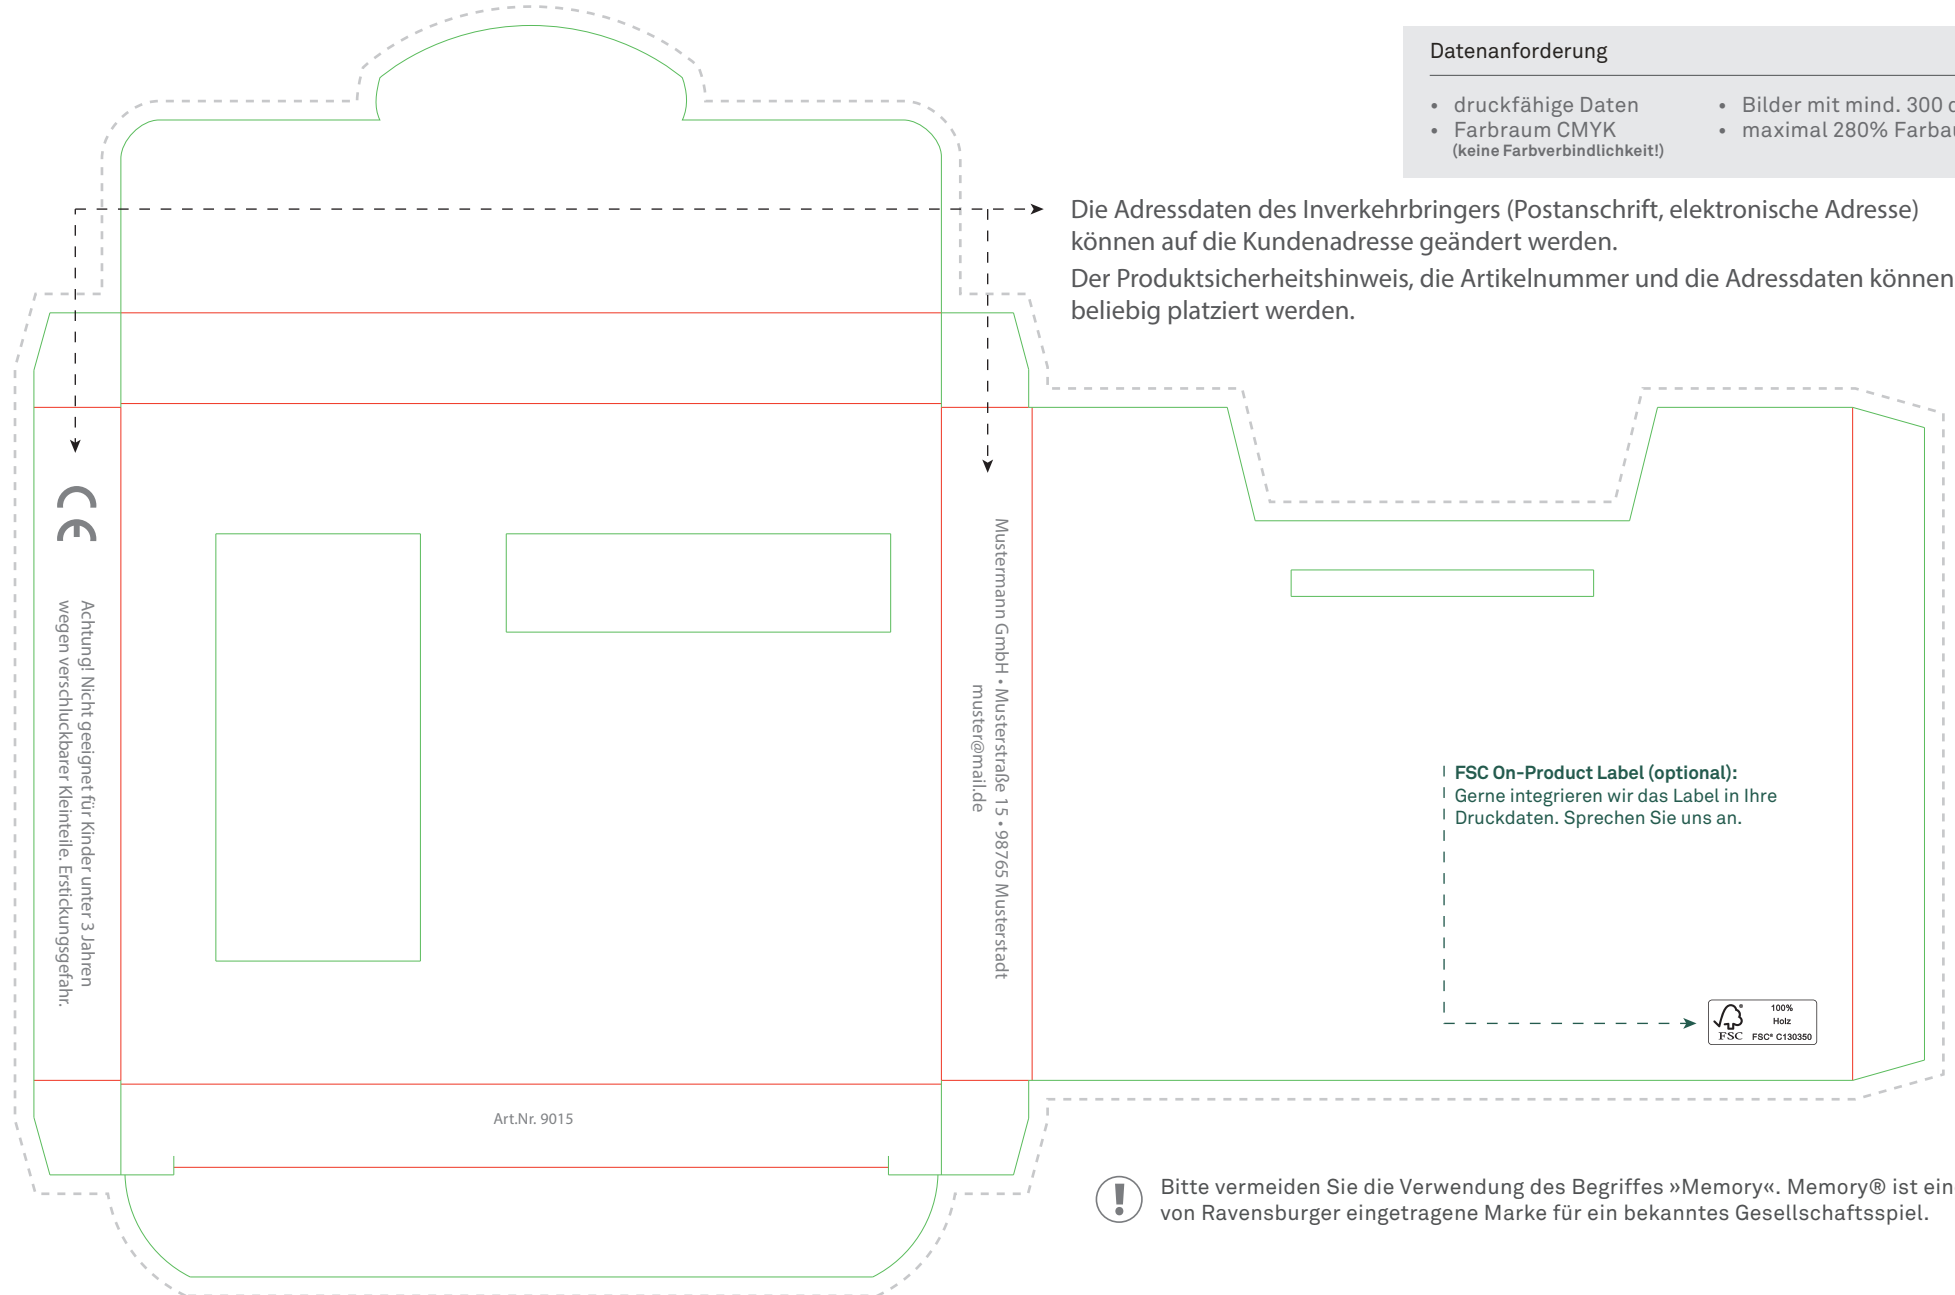 Datenanforderung
• druckfähige Daten
• Farbraum CMYK
(keine Farbverbindlichkeit!)
• Bilder mit mind. 300
• maximal 280%
Die Adressdaten des Inverkehrbringers (Postanschrift, elektronische Adresse)
können auf die Kundenadresse geändert werden.
Der Produktsicherheitshinweis, die Artikelnummer und die Adressdaten können
beliebig platziert werden.
CE
Achtung! Nicht geeignet für Kinder unter 3 Jahren
wegen verschluckbarer Kleinteile. Erstickungsgefahr.
Mustermann GmbH • Musterstraße 15 • 98765 Musterstadt
muster@mail.de
FSC On-Product Label (optional):
Gerne integrieren wir das Label in Ihre
Druckdaten. Sprechen Sie uns an.
100%
Holz
FSC
FSC® C130350
Art.Nr. 9015
Bitte vermeiden Sie die Verwendung des Begriffes »Memory«. Memory® ist ein
von Ravensburger eingetragene Marke für ein bekanntes Gesellschaftsspiel.